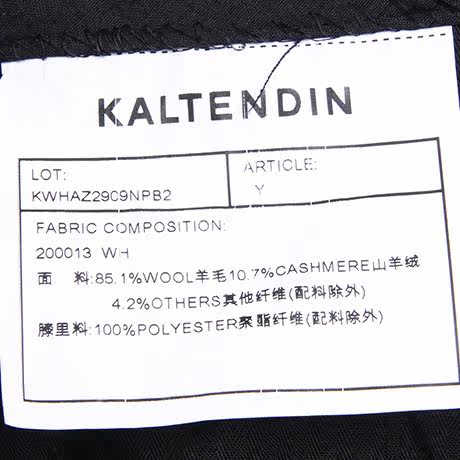 KALTENDIN
LOT:
KWHAZ2909NPB2
ARTICLE:
Y
FABRIC COMPOSITION:
200013 WH
面 料:85.1%WOOL羊毛10.7%CASHMERE山羊绒
4.2%OTHERS其他纤维(配料除外)
膝里料:100%POLYESTER聚酯纤维(配料除外)